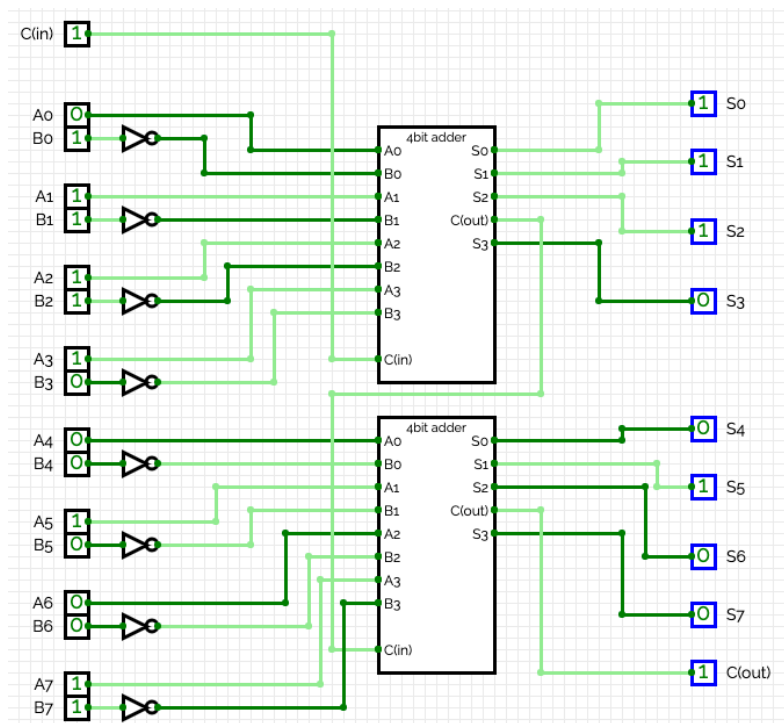 C(in) 1
A0 0
B0 1
A1 1
B1 1
A2 1
B2 1
A3 1
B3 0
A4 0
B4 0
A5 1
B5 0
A6 0
B6 0
A7 1
B7 1
4bit adder
A0 S0
B0 S1
A1 S2
B1 C(out)
A2 S3
B2
A3
B3
C(in)
4bit adder
A0 S0
B0 S1
A1 S2
B1 C(out)
A2 S3
B2
A3
B3
C(in)
1 S0
1 S1
1 S2
0 S3
0 S4
1 S5
0 S6
0 S7
1 C(out)